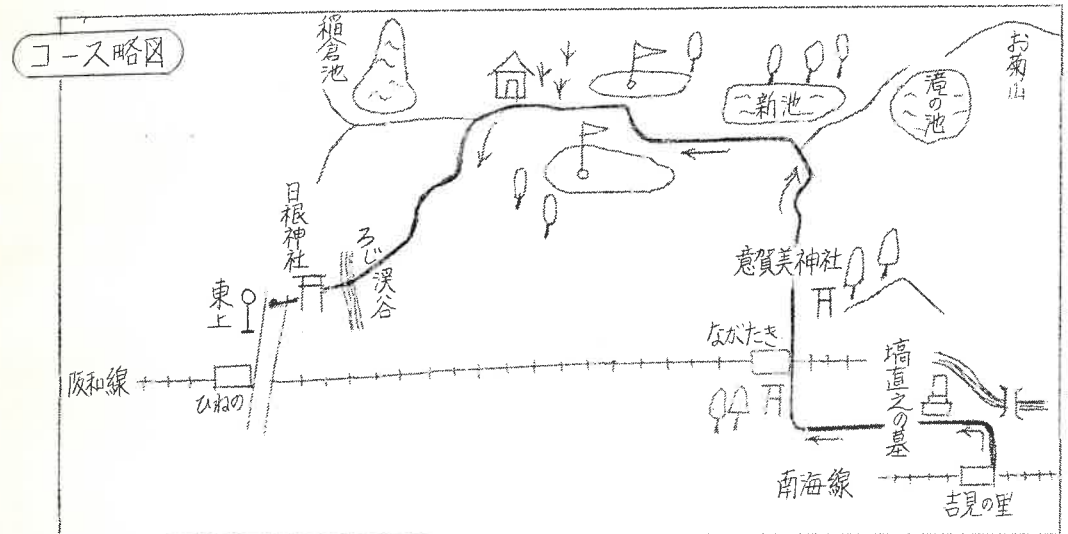 コース略図
稲倉池
お菊山
滝の池
新池
日根神社
ろじ渓谷
意賀美神社
東上
ながたき
阪和線
ひねの
塙直之の墓
南海線
吉見の里